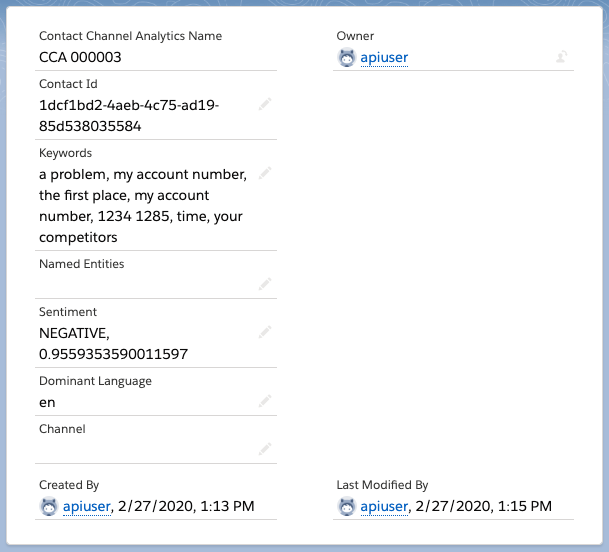 Contact Channel Analytics Name
CCA 000003
Owner
apiuser
Contact Id
1dcf1bd2-4aeb-4c75-ad19-
85d538035584
Keywords
a problem, my account number,
the first place, my account
number, 1234 1285, time, your
competitors
Named Entities
Sentiment
NEGATIVE,
0.9559353590011597
Dominant Language
en
Channel
Created By
apiuser, 2/27/2020, 1:13 PM
Last Modified By
apiuser, 2/27/2020, 1:15 PM